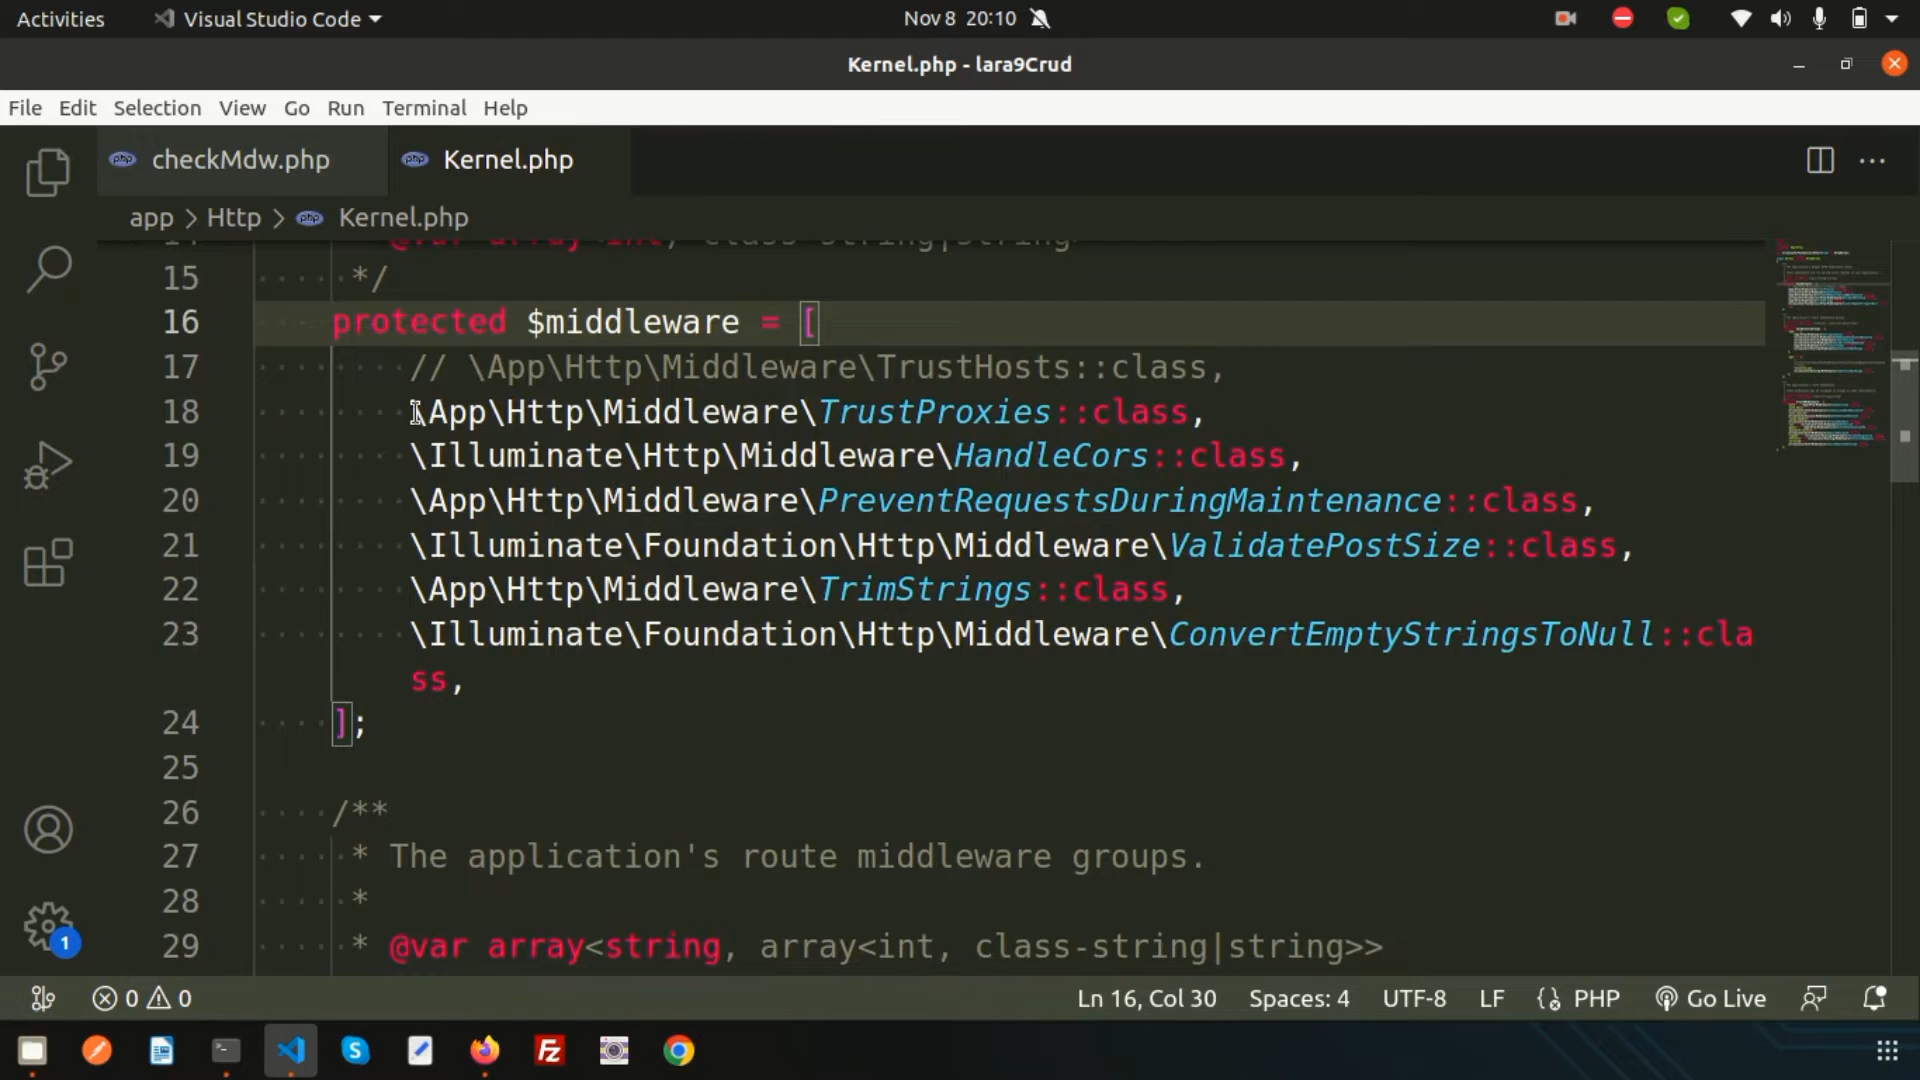 Activities Visual Studio Code Nov 8 20:10
Kernel.php - lara9Crud
File Edit Selection View Go Run Terminal Help
checkMdw.php Kernel.php
app > Http > Kernel.php
15 */
16 protected $middleware = [
17 // \App\Http\Middleware\TrustHosts::class,
18 \App\Http\Middleware\TrustProxies::class,
19 \Illuminate\Http\Middleware\HandleCors::class,
20 \App\Http\Middleware\PreventRequestsDuringMaintenance::class,
21 \Illuminate\Foundation\Http\Middleware\ValidatePostSize::class,
22 \App\Http\Middleware\TrimStrings::class,
23 \Illuminate\Foundation\Http\Middleware\ConvertEmptyStringsToNull::cla
ss,
24 ];
25
26 /**
27 * The application's route middleware groups.
28 *
29 * @var array<string, array<int, class-string|string>>
1
0 0 Ln 16, Col 30 Spaces: 4 UTF-8 LF PHP Go Live